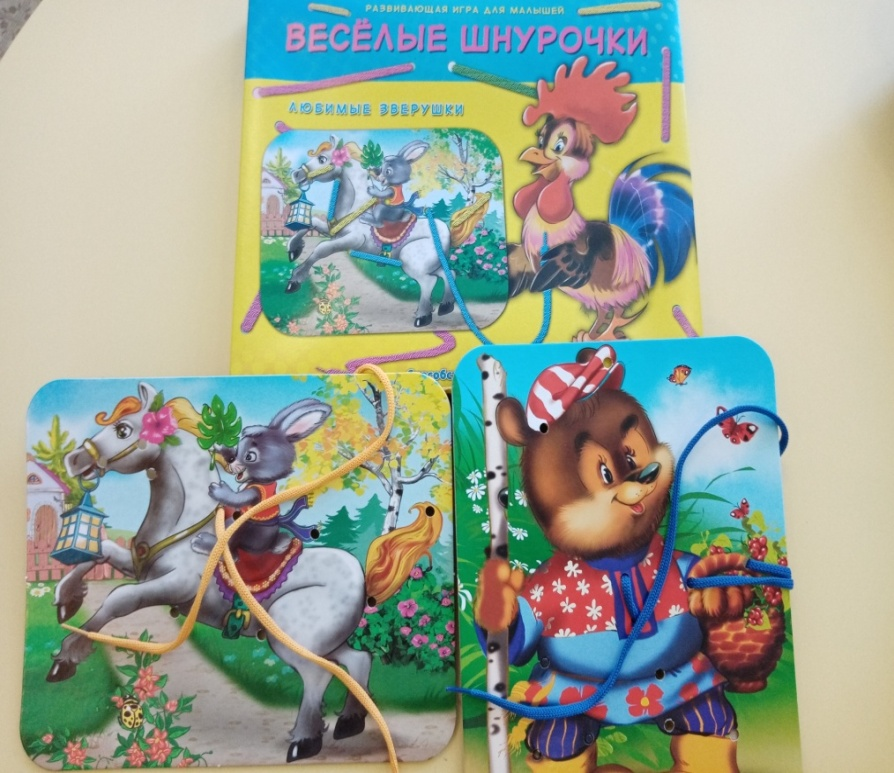 РАЗВИВАЮЩАЯ ИГРА ДЛЯ МАЛЫШЕЙ
ВЕСЁЛЫЕ ШНУРОЧКИ
ЛЮБИМЫЕ ЗВЕРУШКИ